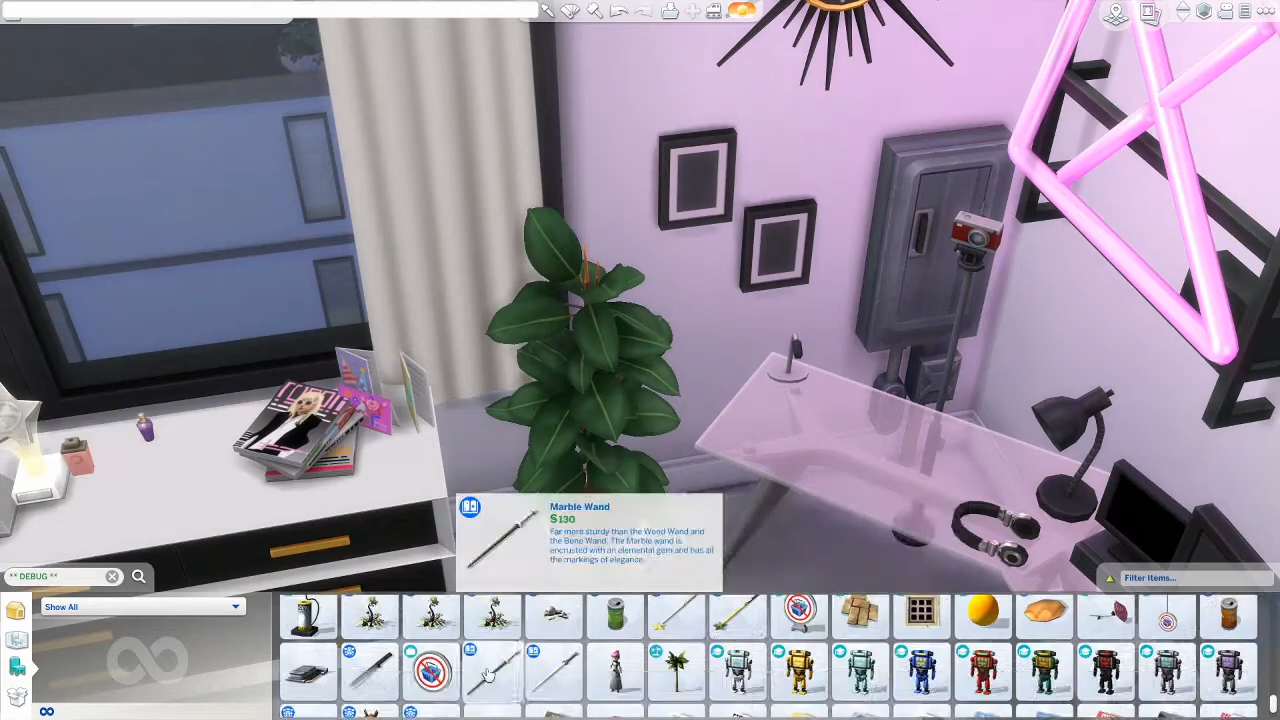 Marble Wand
§130
Far more sturdy than the Wood Wand and
the Bone Wand. The Marble wand is
encrusted with an elemental gem and has all
the markings of elegance.
** DEBUG **
Filter Items...
Show All